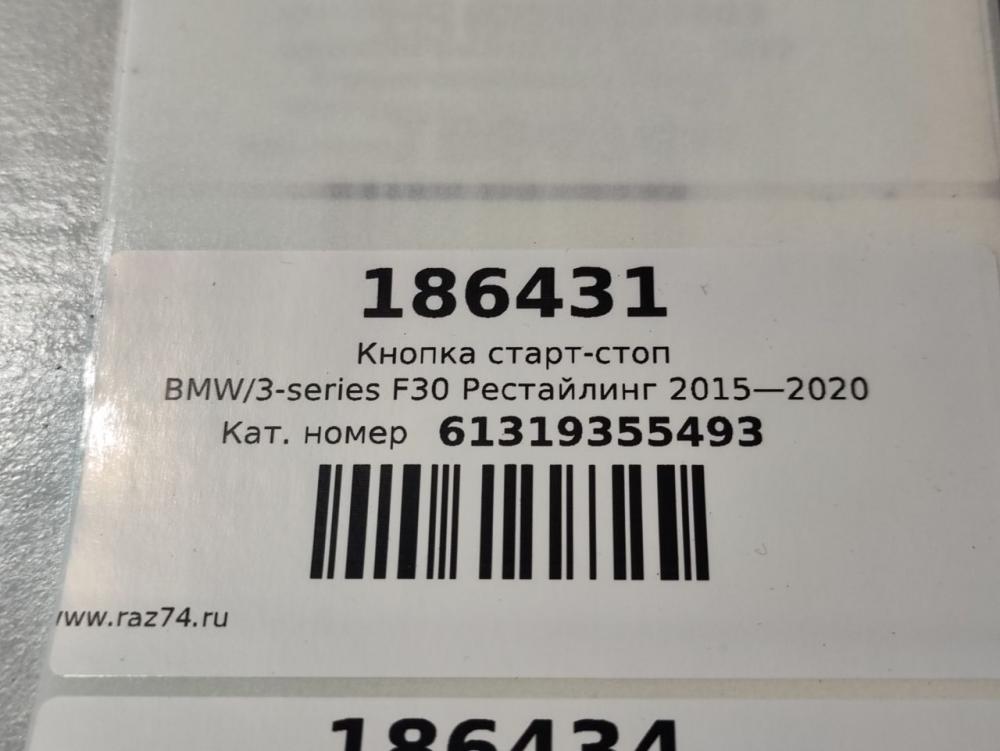 186431
Кнопка старт-стоп
BMW/3-series F30 Рестайлинг 2015—2020
Кат. номер 61319355493
www.raz74.ru
186434